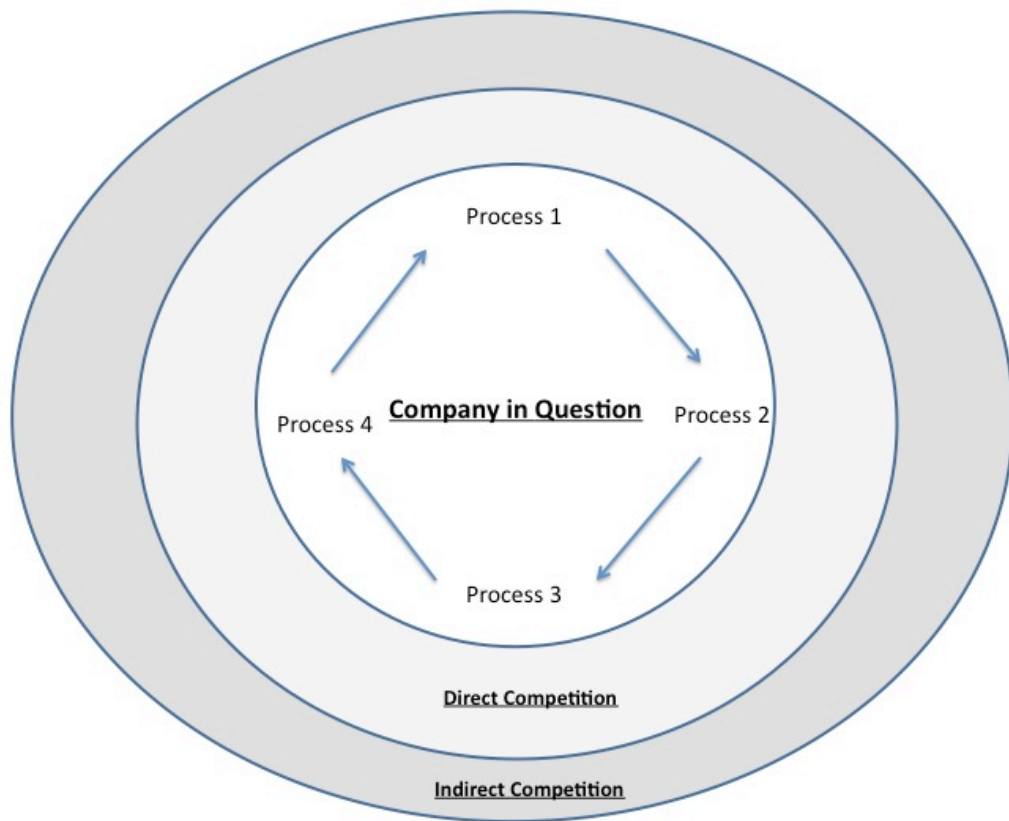 Process 1
Company in Question
Process 2
Process 4
Process 3
Direct Competition
Indirect Competition